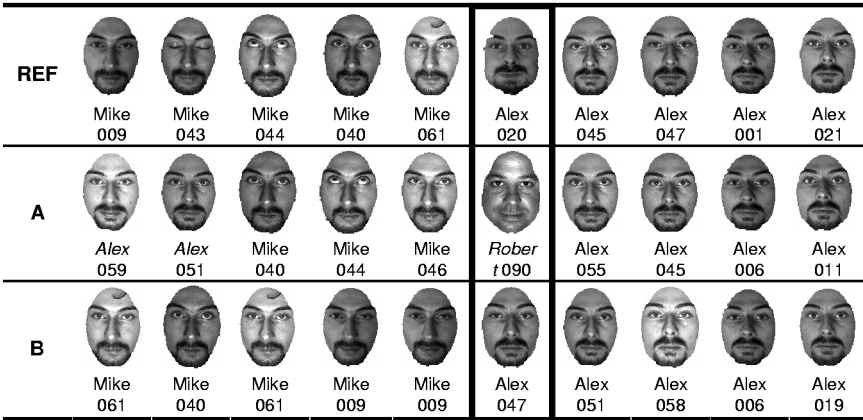 REF
Mike Mike Mike Mike Mike Alex Alex Alex Alex Alex
009 043 044 040 061 020 045 047 001 021
A
Alex Alex Mike Mike Mike Rober Alex Alex Alex Alex
059 051 040 044 046 t 090 055 045 006 011
B
Mike Mike Mike Mike Mike Alex Alex Alex Alex Alex
061 040 061 009 009 047 051 058 006 019